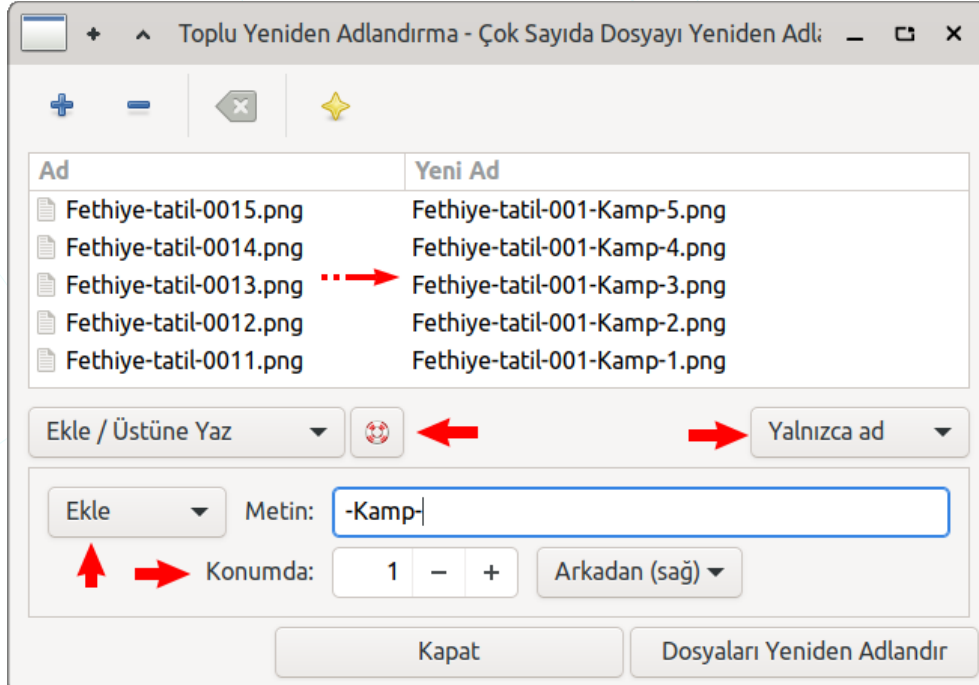 Toplu Yeniden Adlandırma - Çok Sayıda Dosyayı Yeniden
Ad Yeni Ad
Fethiye-tatil-0015.png Fethiye-tatil-001-Kamp-5.png
Fethiye-tatil-0014.png Fethiye-tatil-001-Kamp-4.png
Fethiye-tatil-0013.png Fethiye-tatil-001-Kamp-3.png
Fethiye-tatil-0012.png Fethiye-tatil-001-Kamp-2.png
Fethiye-tatil-0011.png Fethiye-tatil-001-Kamp-1.png
Ekle / Üstüne Yaz Yalnızca ad
Ekle Metin: -Kamp-
Konumda: 1 - + Arkadan (sağ)
Kapat Dosyaları Yeniden Adlandır